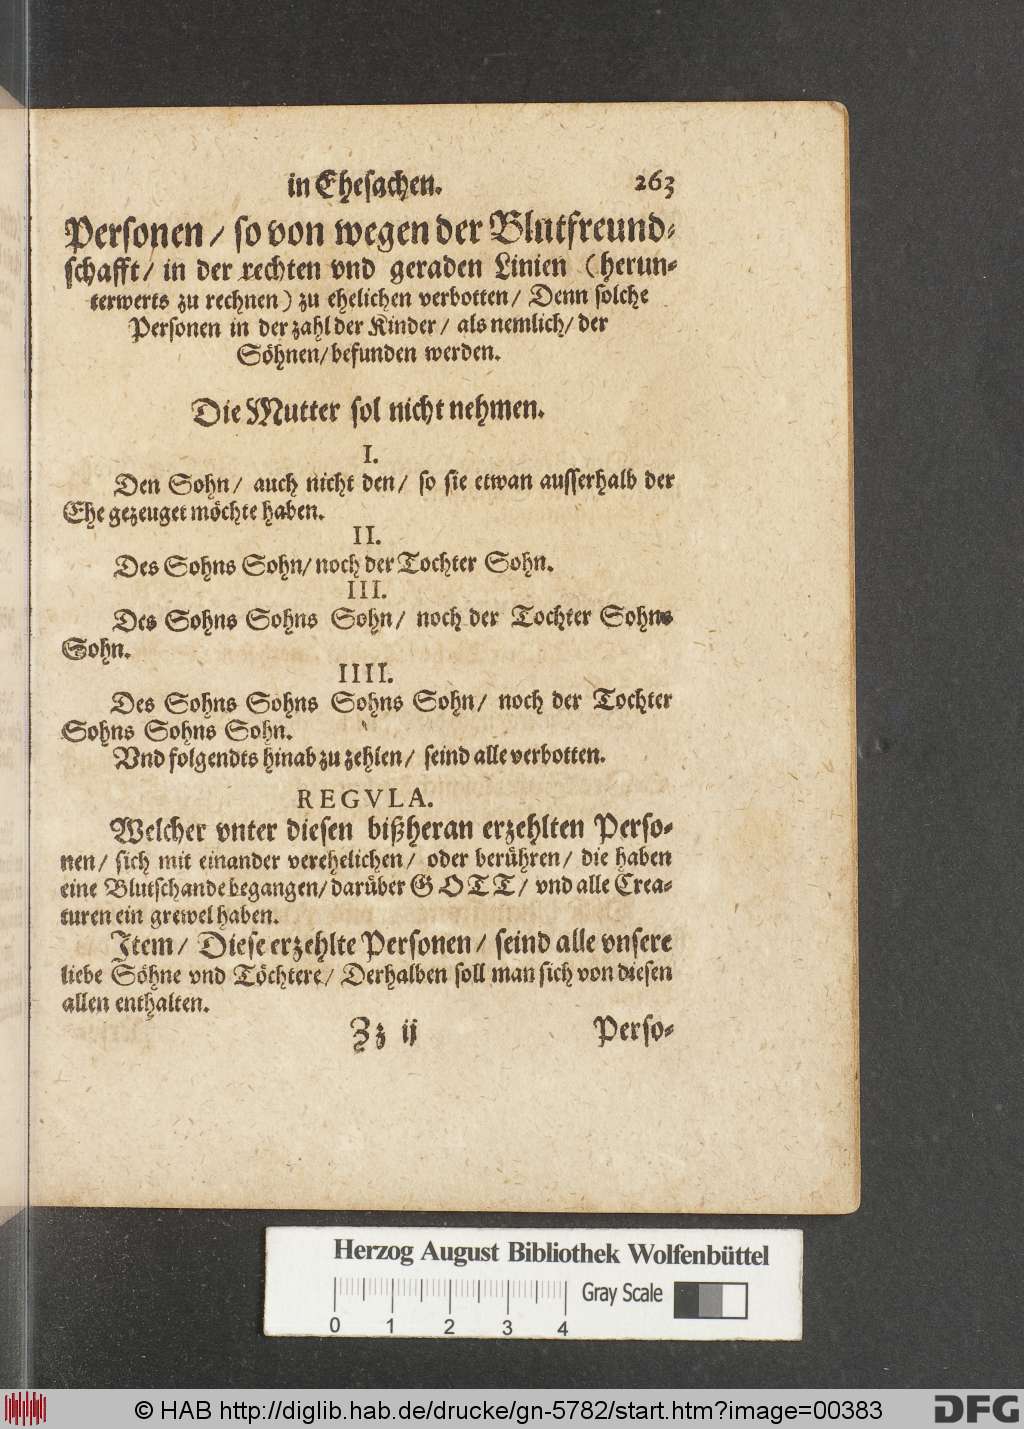 in Ehesachen. 263
Personen / so von wegen der Blutfreund-
schafft / in der rechten vnd geraden Linien (herun-
terwerts zu rechnen) zu ehelichen verbotten / Denn solche
Personen in der zahl der Kinder / als nemlich / der
Söhnen / befunden werden.
Die Mutter sol nicht nehmen.
I.
Den Sohn / auch nicht den / so sie etwan ausserhalb der
Ehe gezeuget möchte haben.
II.
Des Sohns Sohn / noch der Tochter Sohn.
III.
Des Sohns Sohns Sohn / noch der Tochter Sohns
Sohn.
IIII.
Des Sohns Sohns Sohns Sohn / noch der Tochter
Sohns Sohns Sohn.
Vnd folgendts hinab zu zehlen / seind alle verbotten.
REGVLA.
Welcher vnter diesen bißheran erzehlten Perso-
nen / sich mit einander verehelichen / oder berühren / die haben
eine Blutschande begangen / darüber GOTT / vnd alle Crea-
turen ein grewel haben.
Item / Diese erzehlte Personen / seind alle vnsere
liebe Söhne vnd Töchtere / Derhalben soll man sich von diesen
allen enthalten.
Zz ij Perso-
Herzog August Bibliothek Wolfenbüttel
Gray Scale
0 1 2 3 4
© HAB http://diglib.hab.de/drucke/gn-5782/start.htm?image=00383
DFG